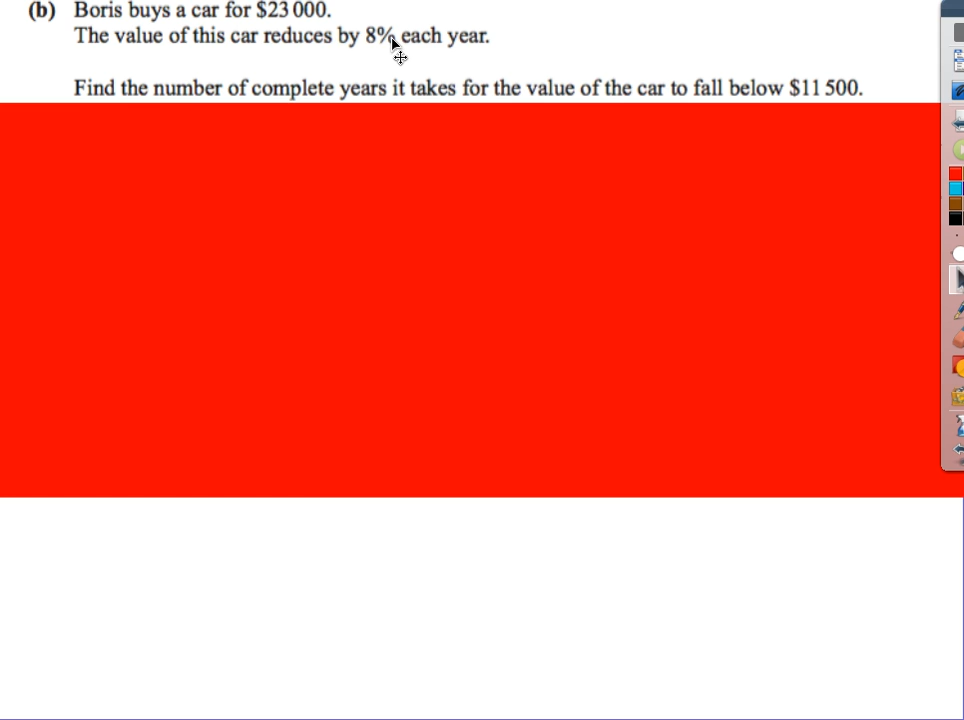 (b) Boris buys a car for $23 000.
The value of this car reduces by 8% each year.
Find the number of complete years it takes for the value of the car to fall below $11 500.